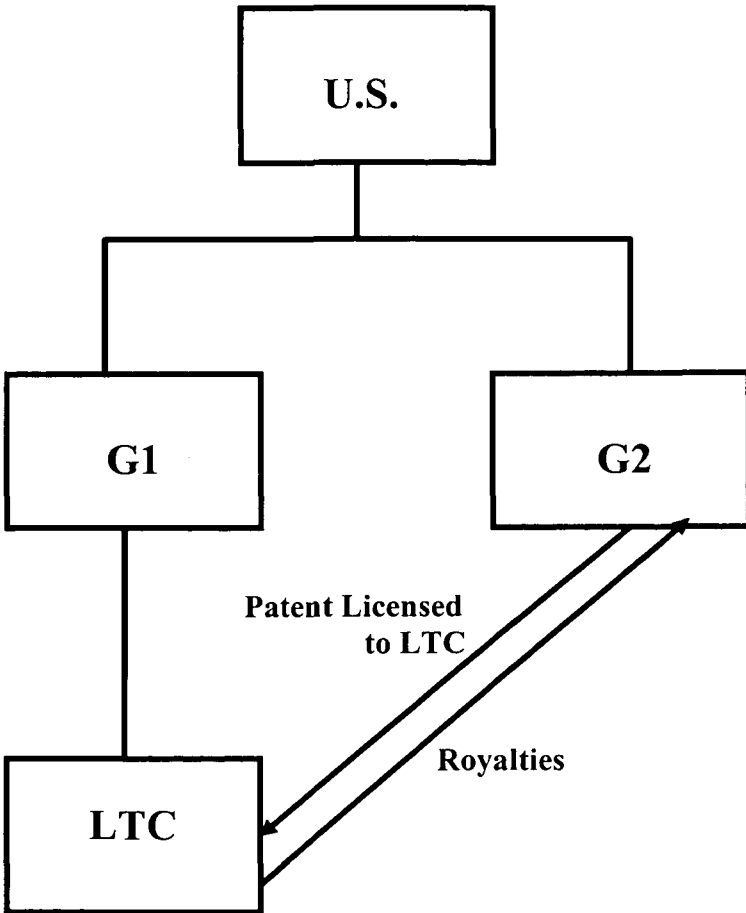 U.S.
G1
G2
Patent Licensed
to LTC
Royalties
LTC